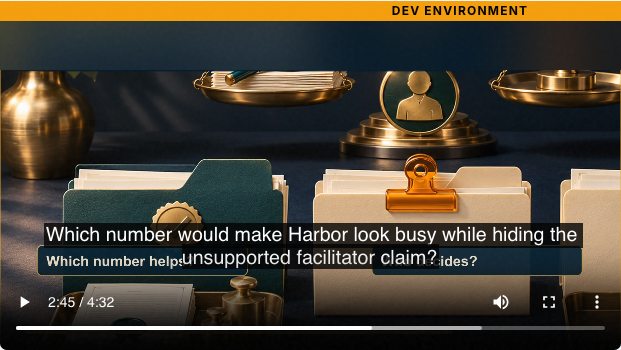 DEV ENVIRONMENT
Which number would make Harbor look busy while hiding the
unsupported facilitator claim?
Which number helps
ides?
2:45 / 4:32